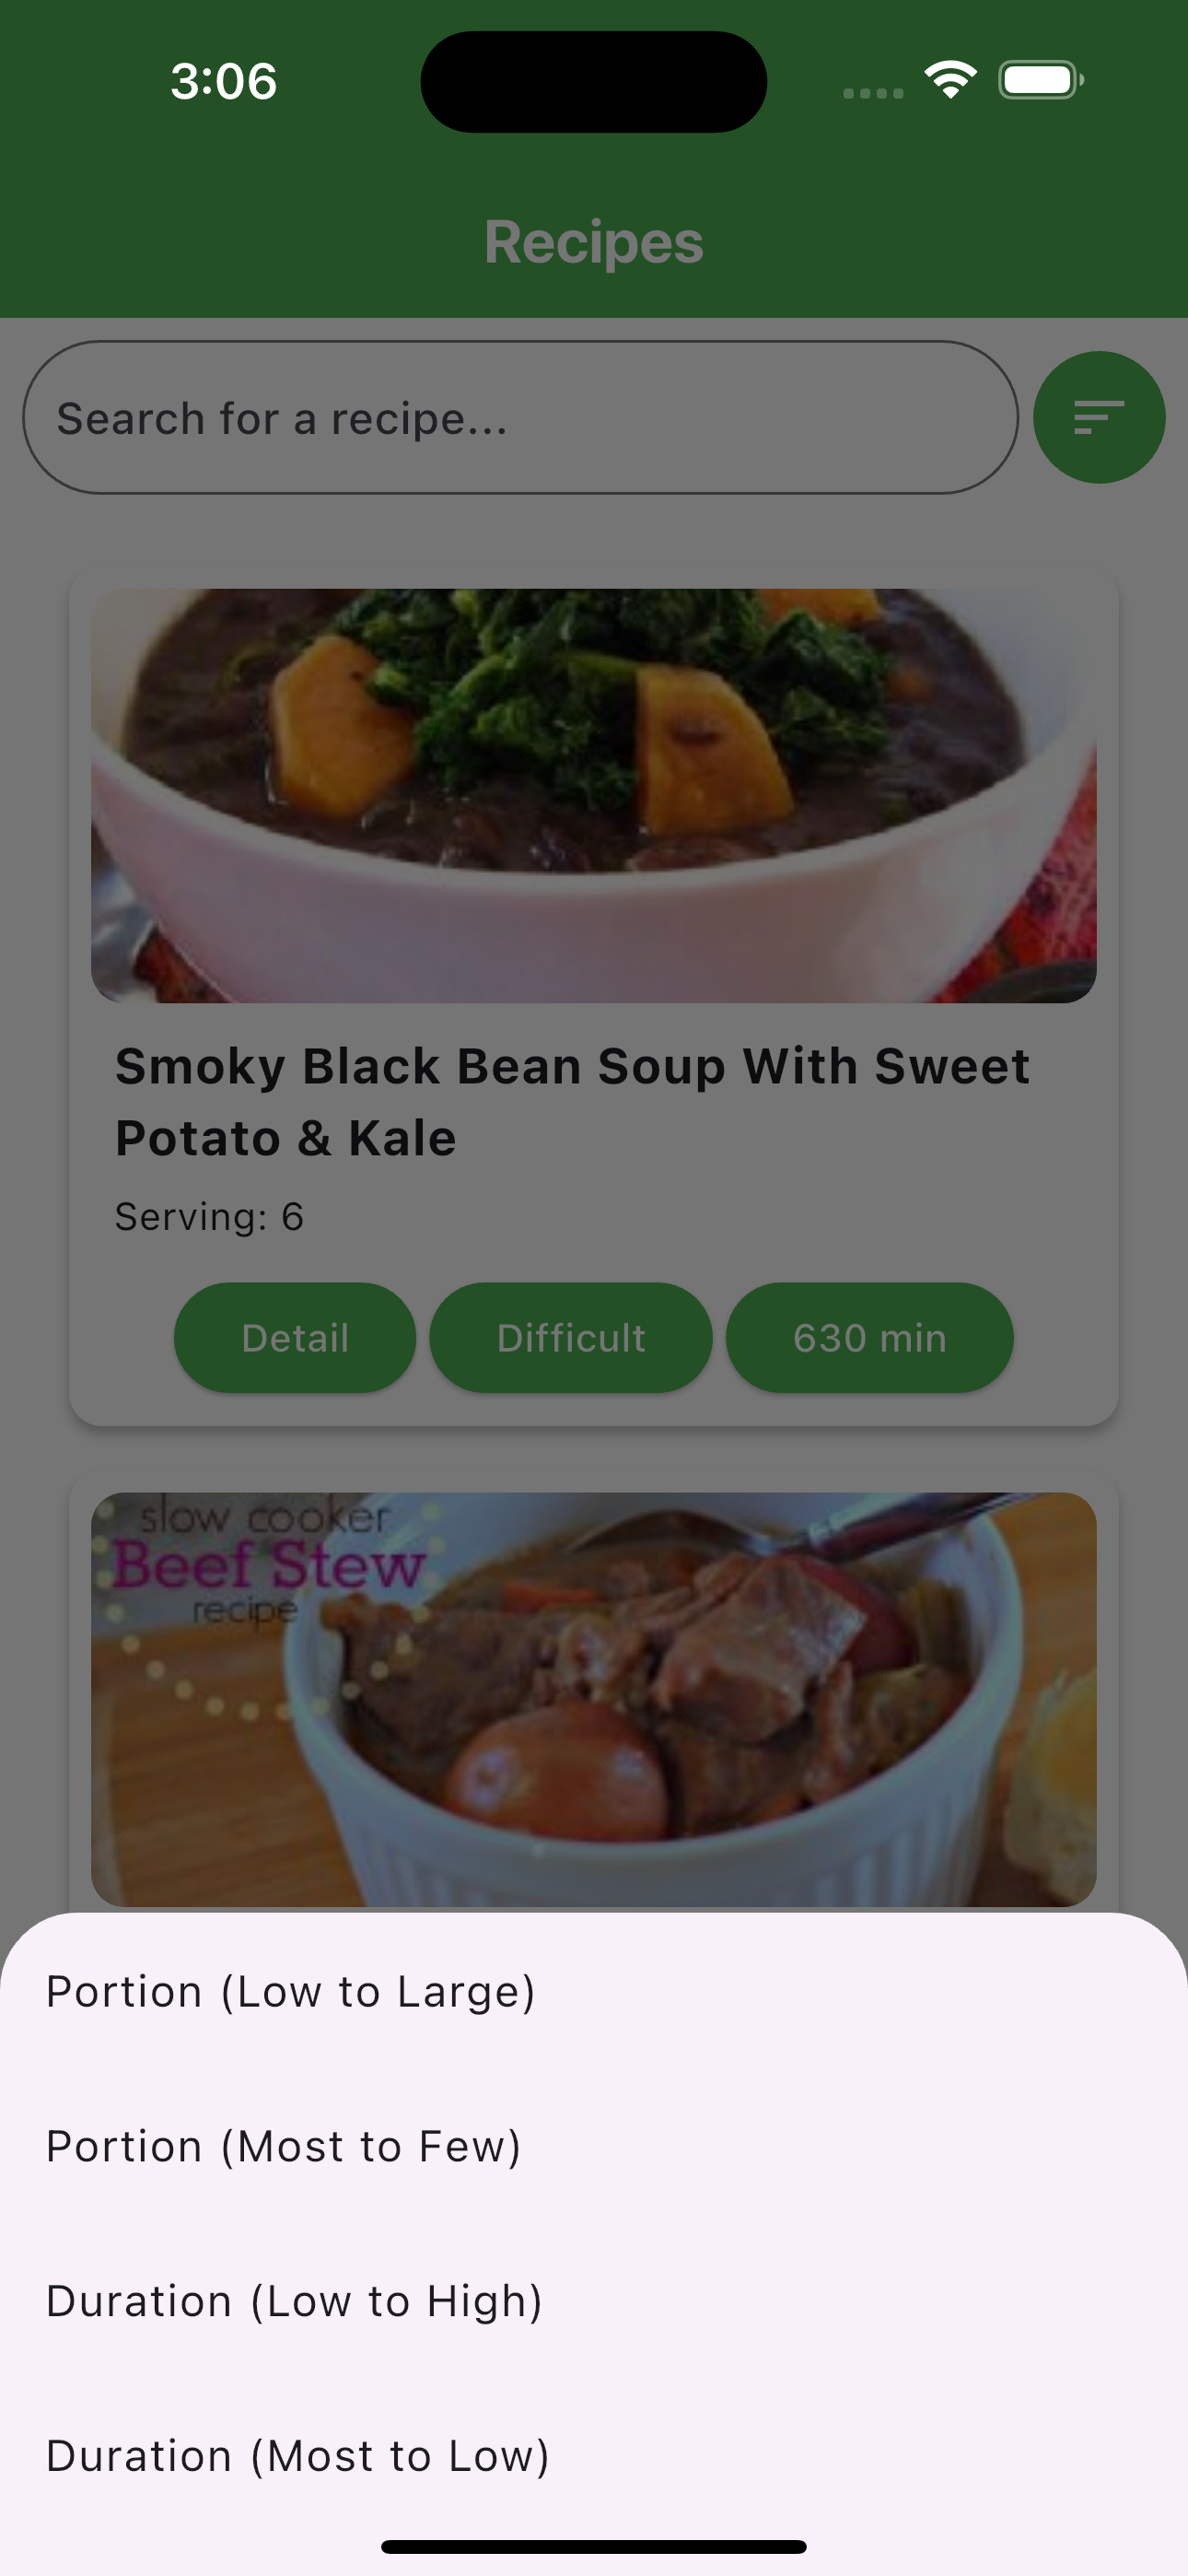 3:06
Recipes
Search for a recipe...
Smoky Black Bean Soup With Sweet
Potato & Kale
Serving: 6
Detail
Difficult
630 min
slow cooker
Beef Stew
recipe
Portion (Low to Large)
Portion (Most to Few)
Duration (Low to High)
Duration (Most to Low)